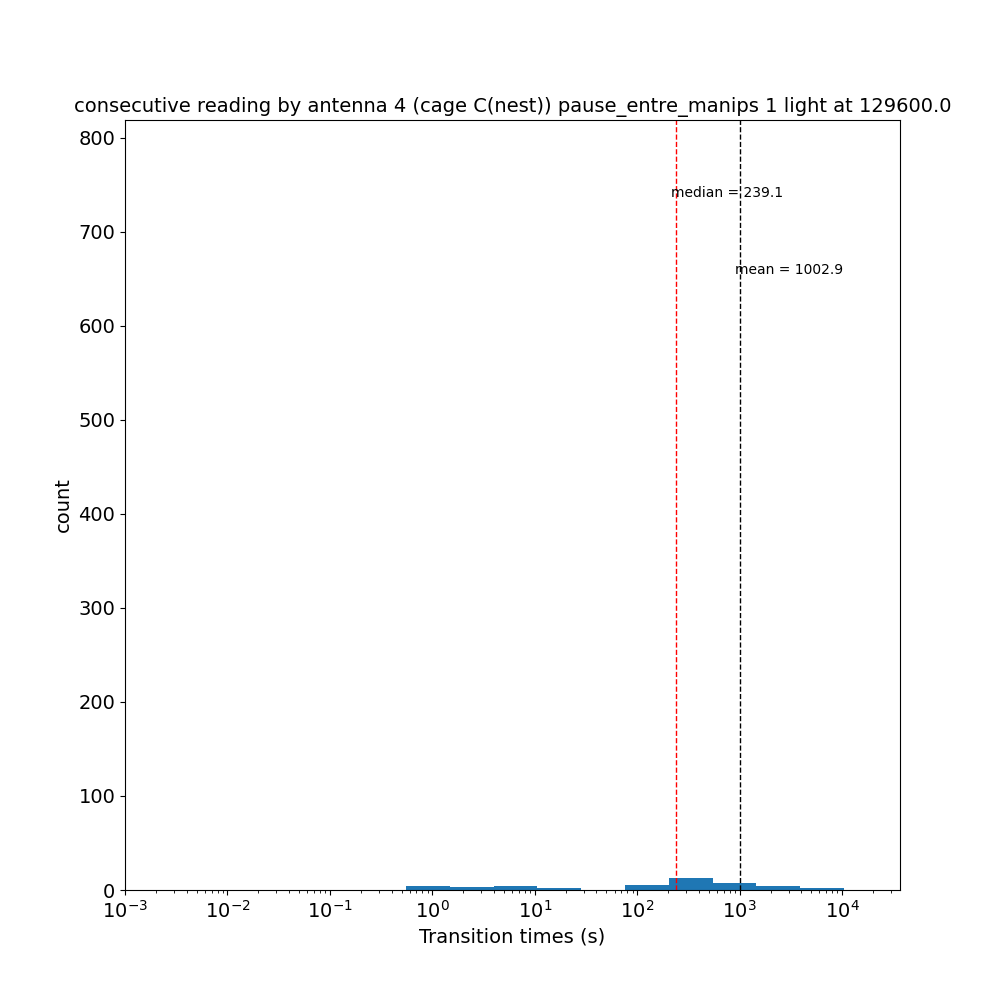 consecutive reading by antenna 4 (cage C(nest)) pause_entre_manips 1 light at 129600.0
800
median = 239.1
700
mean = 1002.9
600
500
400
count
300
200
100
0
10⁻³ 10⁻² 10⁻¹ 10⁰ 10¹ 10² 10³ 10⁴
Transition times (s)